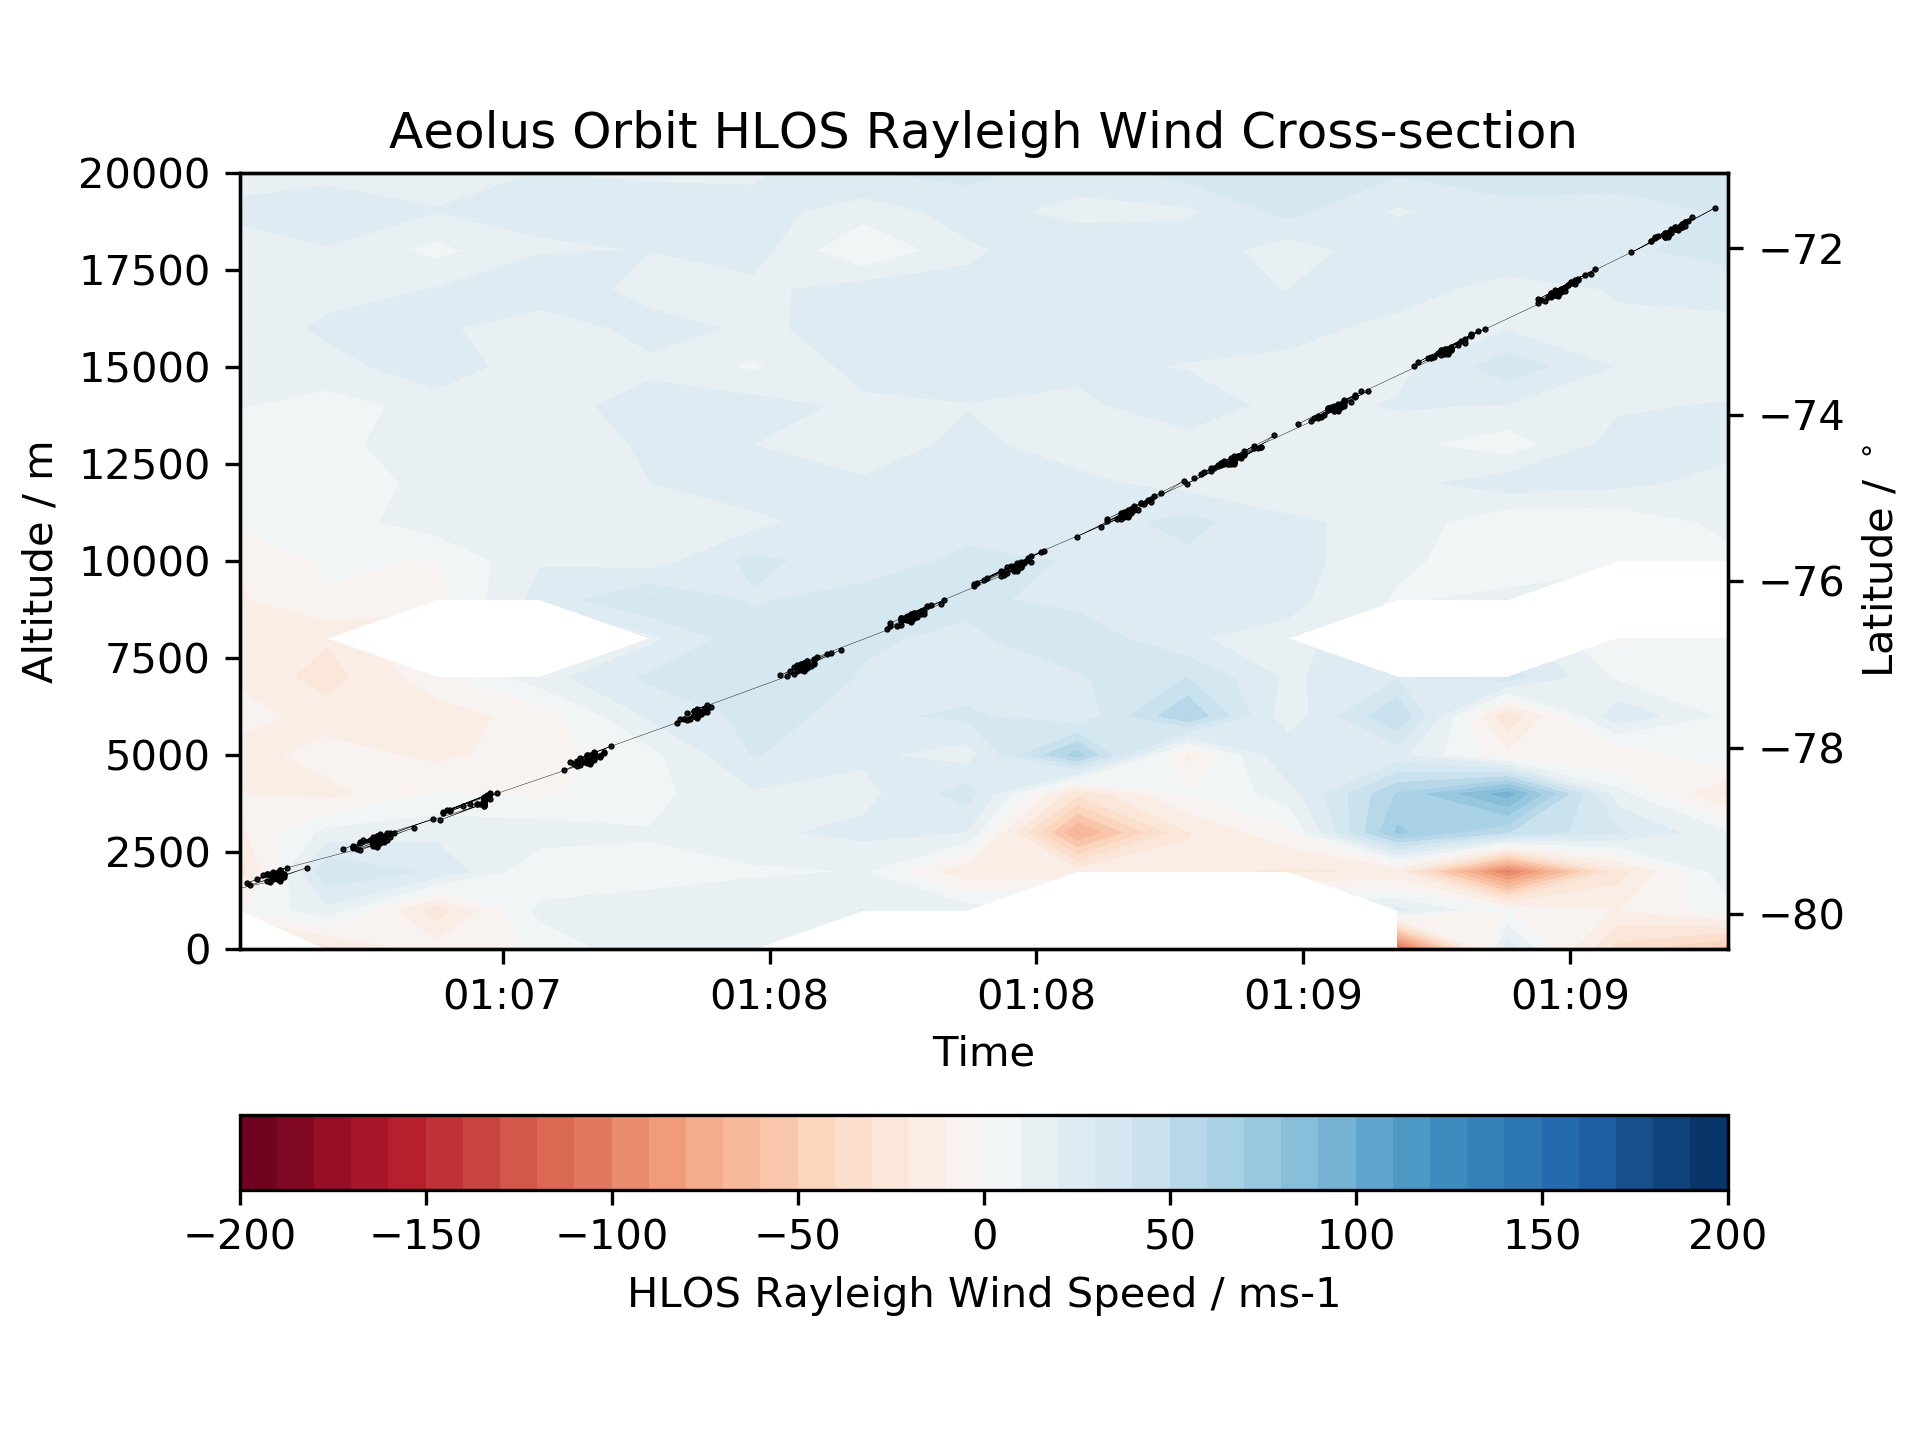 Aeolus Orbit HLOS Rayleigh Wind Cross-section
20000
17500
15000
12500
10000
7500
5000
2500
0
Altitude / m
−72
−74
−76
−78
−80
Latitude / °
01:07 01:08 01:08 01:09 01:09
Time
−200 −150 −100 −50 0 50 100 150 200
HLOS Rayleigh Wind Speed / ms-1